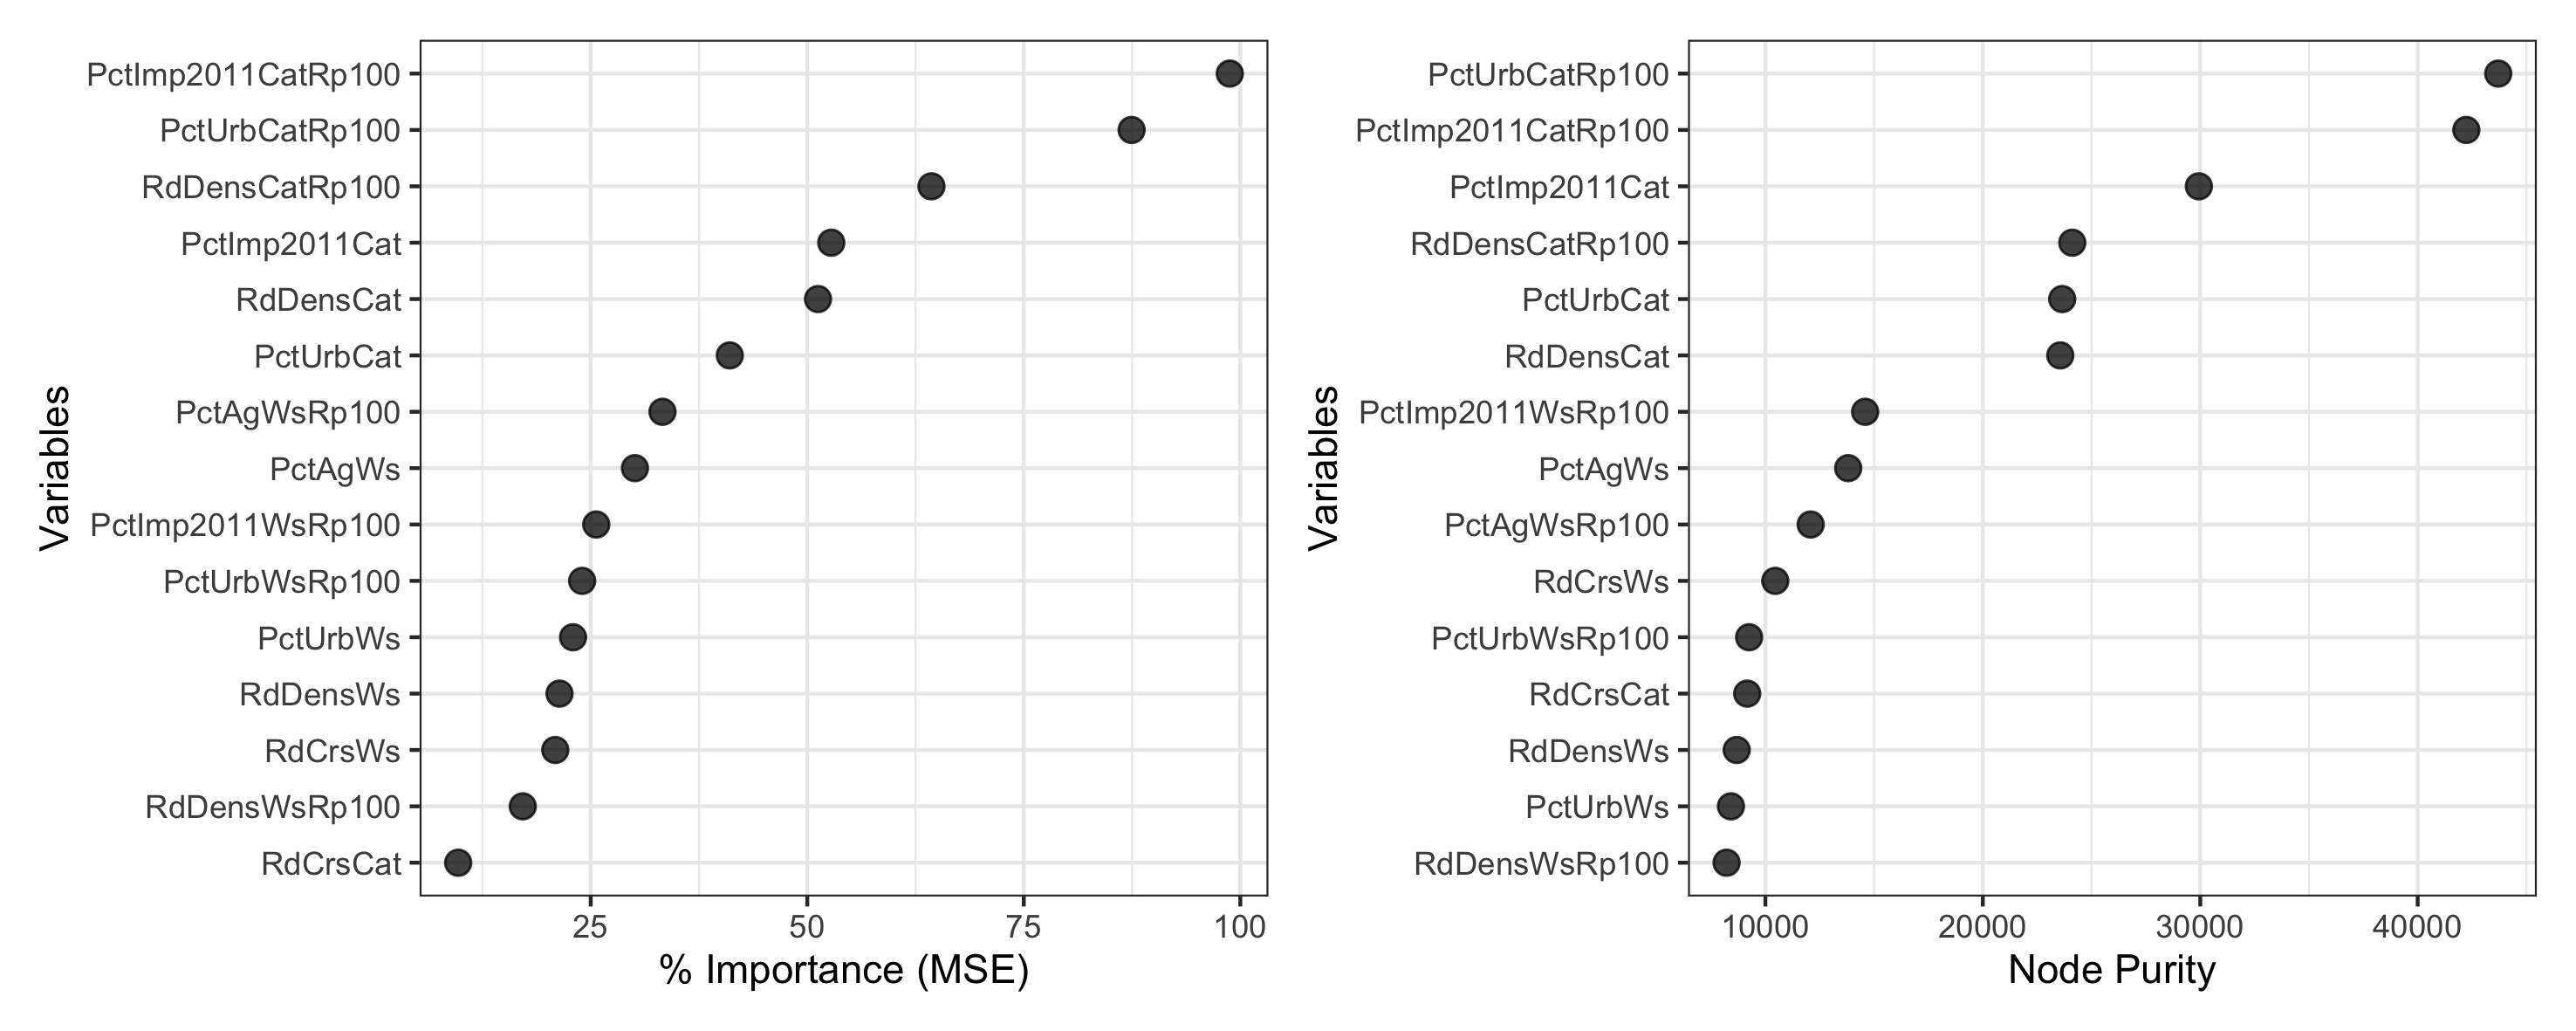 Variables
PctImp2011CatRp100
PctUrbCatRp100
RdDensCatRp100
PctImp2011Cat
RdDensCat
PctUrbCat
PctAgWsRp100
PctAgWs
PctImp2011WsRp100
PctUrbWsRp100
PctUrbWs
RdDensWs
RdCrsWs
RdDensWsRp100
RdCrsCat
25 50 75 100
% Importance (MSE)
Variables
PctUrbCatRp100
PctImp2011CatRp100
PctImp2011Cat
RdDensCatRp100
PctUrbCat
RdDensCat
PctImp2011WsRp100
PctAgWs
PctAgWsRp100
RdCrsWs
PctUrbWsRp100
RdCrsCat
RdDensWs
PctUrbWs
RdDensWsRp100
10000 20000 30000 40000
Node Purity